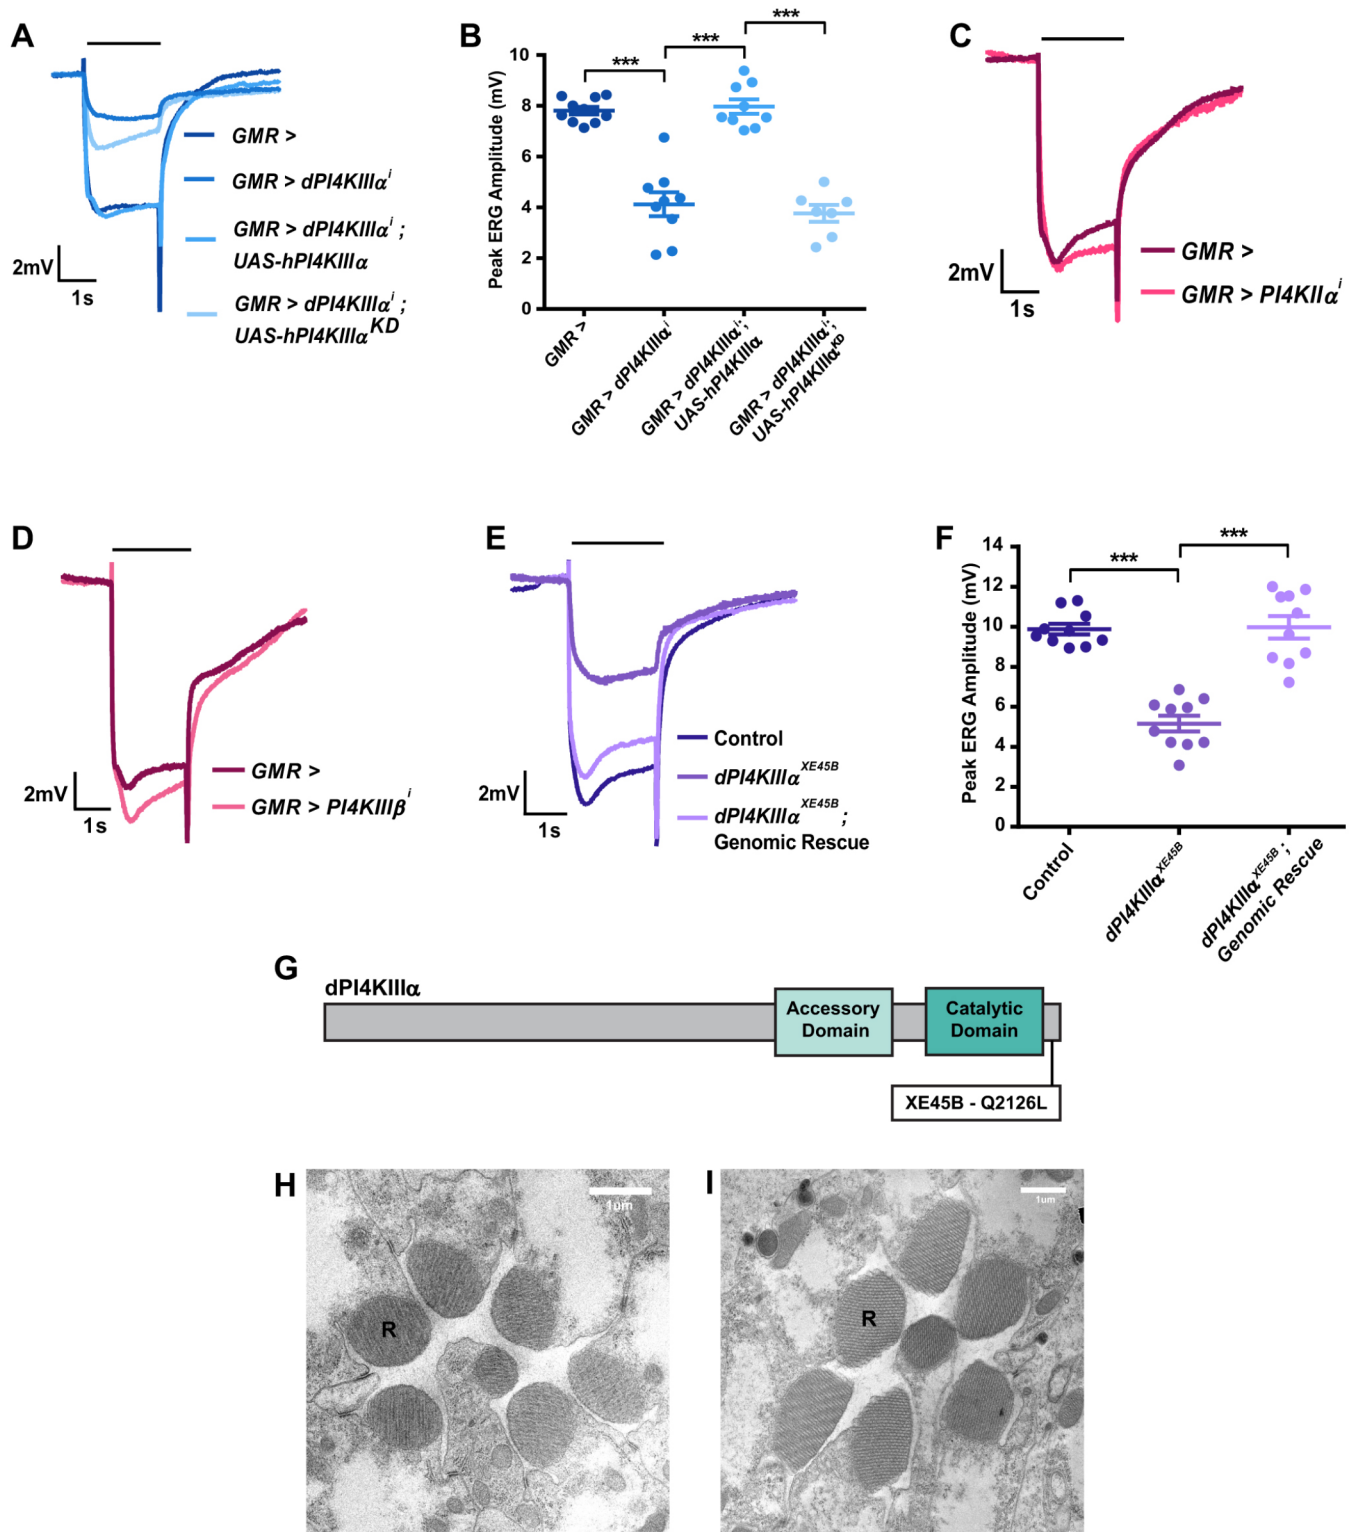 A
GMR >
GMR > dPI4KIIIα^i
GMR > dPI4KIIIα^i ;
UAS-hPI4KIIIα
GMR > dPI4KIIIα^i ;
UAS-hPI4KIIIα^KD
2mV
1s
B
***
***
***
Peak ERG Amplitude (mV)
10
8
6
4
2
0
GMR >
GMR > dPI4KIIIα^i
GMR > dPI4KIIIα^i;
UAS-hPI4KIIIα
GMR > dPI4KIIIα^i;
UAS-hPI4KIIIα^KD
C
GMR >
GMR > PI4KIIα^i
2mV
1s
D
GMR >
GMR > PI4KIIIβ^i
2mV
1s
E
Control
dPI4KIIIα^XE45B
dPI4KIIIα^XE45B ;
Genomic Rescue
2mV
1s
F
***
***
Peak ERG Amplitude (mV)
14
12
10
8
6
4
2
0
Control
dPI4KIIIα^XE45B
dPI4KIIIα^XE45B ;
Genomic Rescue
G
dPI4KIIIα
Accessory
Domain
Catalytic
Domain
XE45B - Q2126L
H
1um
R
I
1um
R